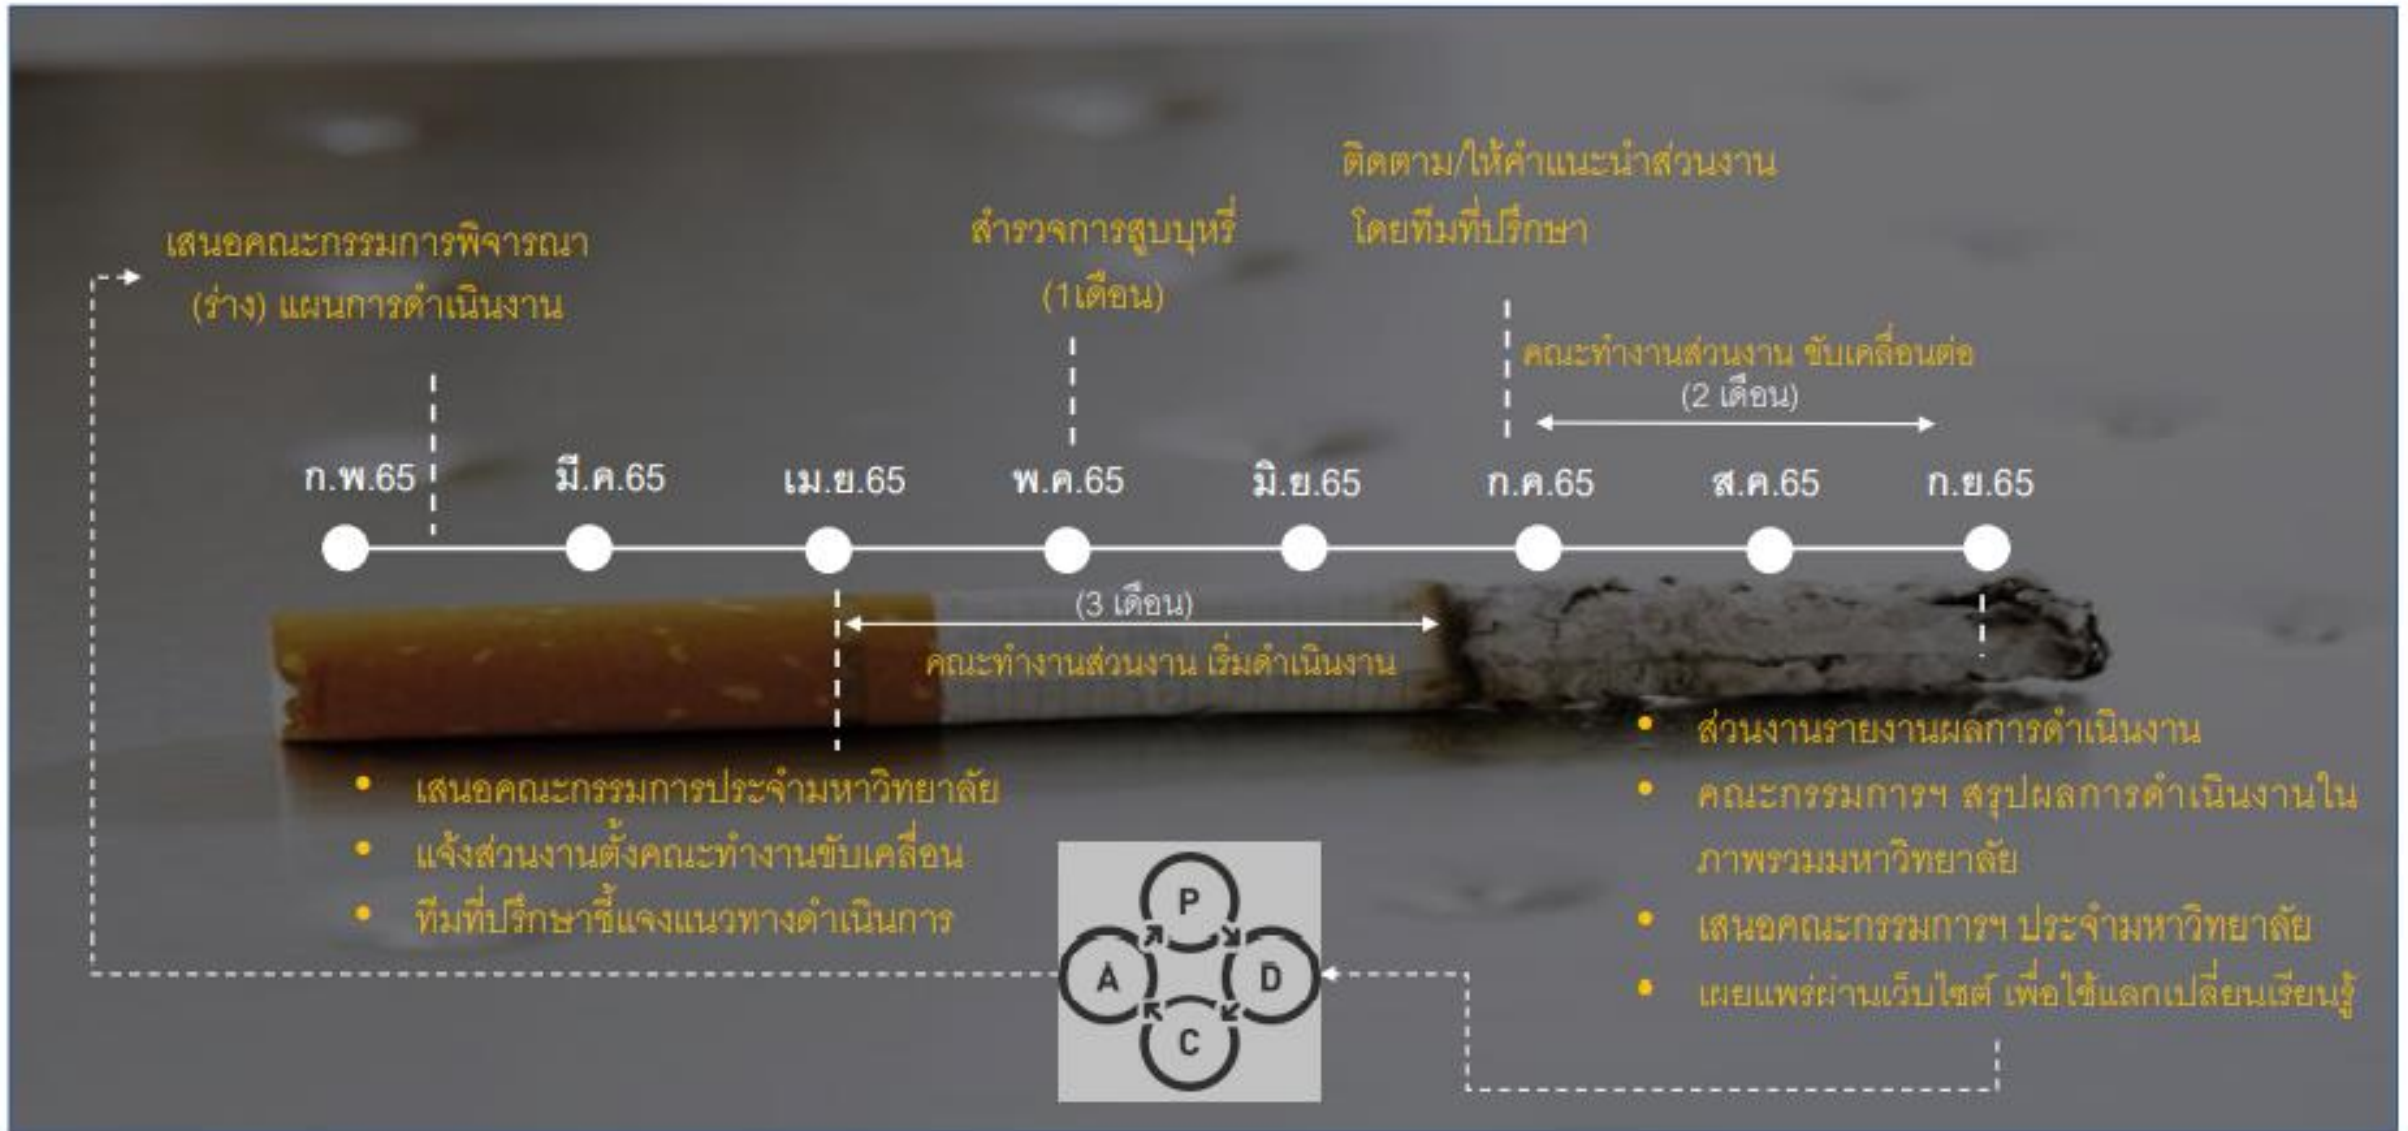 ติดตาม/ให้คำแนะนำส่วนงาน
โดยทีมที่ปรึกษา
เสนอคณะกรรมการพิจารณา
(ร่าง) แผนการดำเนินงาน
สำรวจการสูบบุหรี่
(1เดือน)
คณะทำงานส่วนงาน ขับเคลื่อนต่อ
(2 เดือน)
ก.พ.65 มี.ค.65 เม.ย.65 พ.ค.65 มิ.ย.65 ก.ค.65 ส.ค.65 ก.ย.65
(3 เดือน)
คณะทำงานส่วนงาน เริ่มดำเนินงาน
• เสนอคณะกรรมการประจำมหาวิทยาลัย
• แจ้งส่วนงานตั้งคณะทำงานขับเคลื่อน
• ทีมที่ปรึกษาชี้แจงแนวทางดำเนินการ
• ส่วนงานรายงานผลการดำเนินงาน
• คณะกรรมการฯ สรุปผลการดำเนินงานใน
ภาพรวมมหาวิทยาลัย
• เสนอคณะกรรมการฯ ประจำมหาวิทยาลัย
• เผยแพร่ผ่านเว็บไซต์ เพื่อใช้แลกเปลี่ยนเรียนรู้
P
A D
C